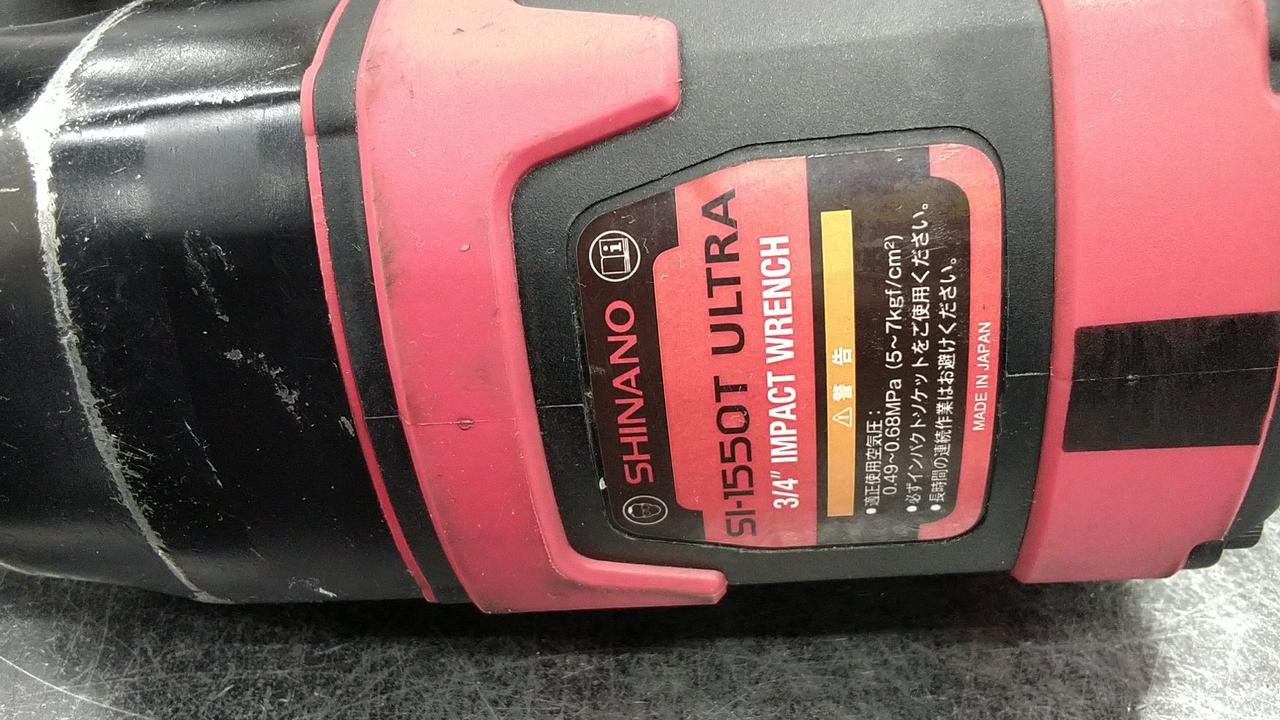 SHINANO
SI-1550T ULTRA
3/4" IMPACT WRENCH
⚠警 告
●適正使用空気圧:
0.49~0.68MPa (5~7kgf/cm²)
●必ずインパクトソケットをご使用ください。
●長時間の連続作業はお避けください。
MADE IN JAPAN